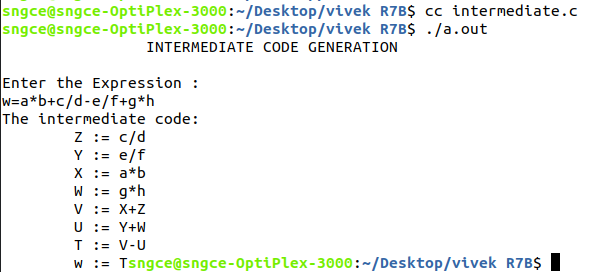 sngce@sngce-OptiPlex-3000:~/Desktop/vivek R7B$ cc intermediate.c
sngce@sngce-OptiPlex-3000:~/Desktop/vivek R7B$ ./a.out
INTERMEDIATE CODE GENERATION
Enter the Expression :
w=a*b+c/d-e/f+g*h
The intermediate code:
Z := c/d
Y := e/f
X := a*b
W := g*h
V := X+Z
U := Y+W
T := V-U
w := Tsngce@sngce-OptiPlex-3000:~/Desktop/vivek R7B$